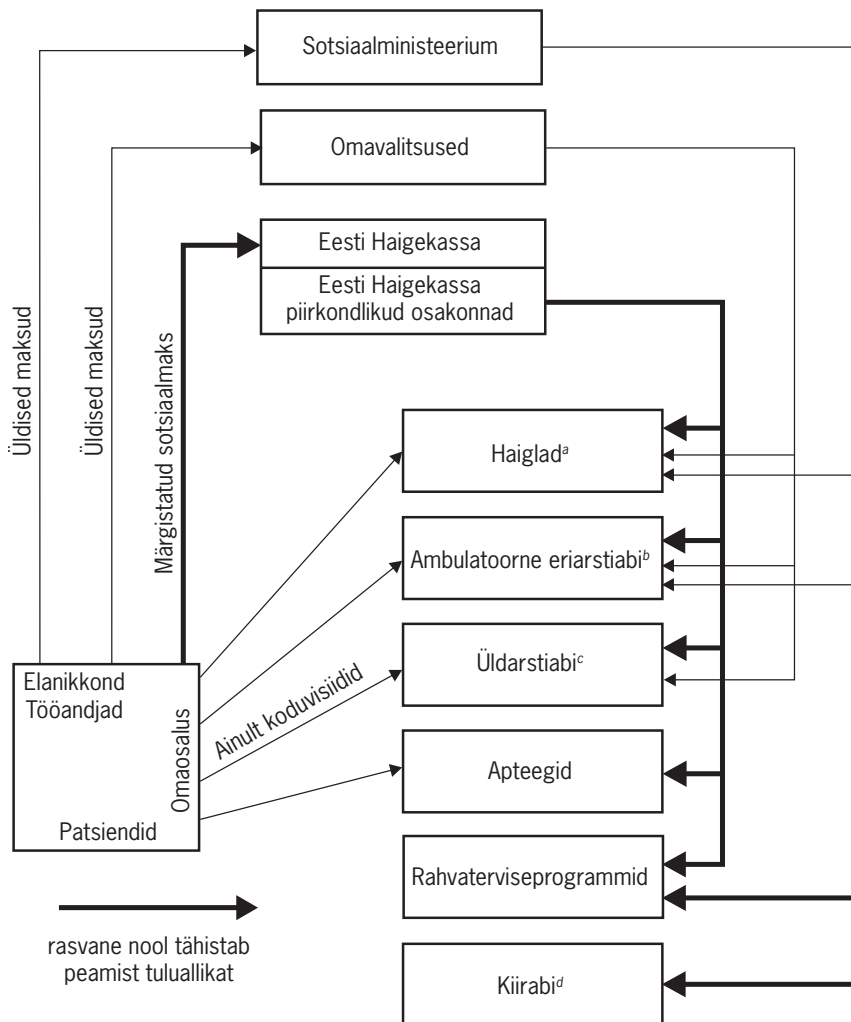 Sotsiaalministeerium
Omavalitsused
Eesti Haigekassa
Eesti Haigekassa
piirkondlikud osakonnad
Üldised maksud
Üldised maksud
Märgistatud sotsiaalmaks
Haiglad^a
Ambulatoorne eriarstiabi^b
Üldarstiabi^c
Apteegid
Rahvaterviseprogrammid
Kiirabi^d
Elanikkond
Tööandjad
Omaosalus
Patsiendid
Ainult koduvisiidid
rasvane nool tähistab
peamist tuluallikat